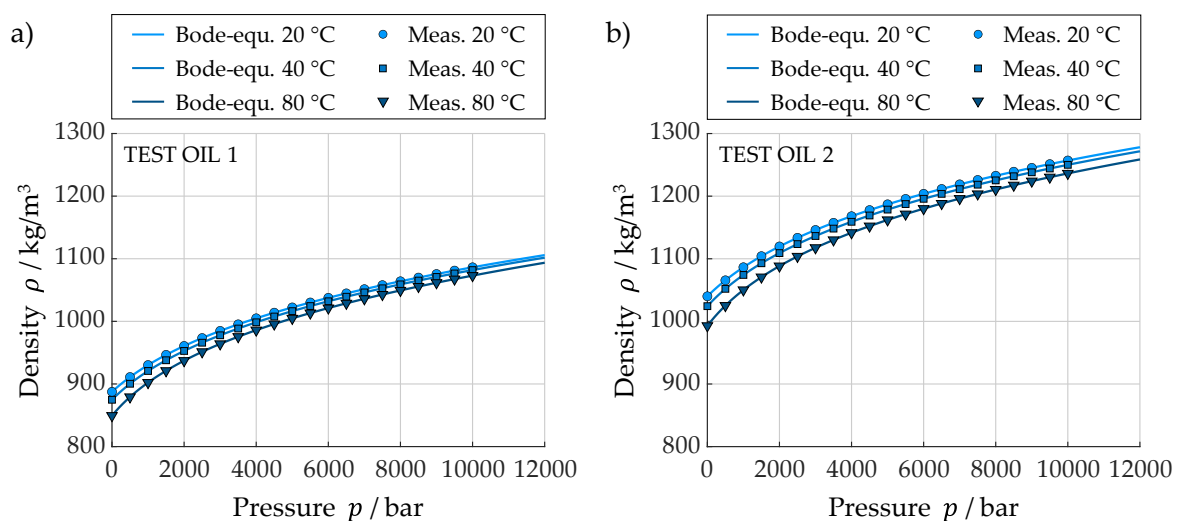 a)
Bode-equ. 20 °C Meas. 20 °C
Bode-equ. 40 °C Meas. 40 °C
Bode-equ. 80 °C Meas. 80 °C
TEST OIL 1
1300
1200
1100
1000
900
800
Density ρ / kg/m³
0 2000 4000 6000 8000 10000 12000
Pressure p / bar
b)
Bode-equ. 20 °C Meas. 20 °C
Bode-equ. 40 °C Meas. 40 °C
Bode-equ. 80 °C Meas. 80 °C
TEST OIL 2
1300
1200
1100
1000
900
800
Density ρ / kg/m³
0 2000 4000 6000 8000 10000 12000
Pressure p / bar